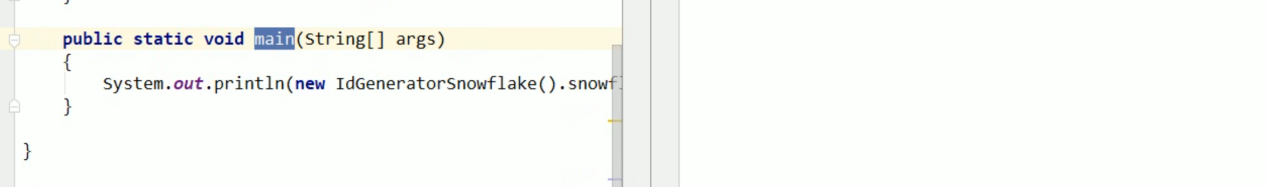 }
public static void main(String[] args)
{
System.out.println(new IdGeneratorSnowflake().snowf
}
}